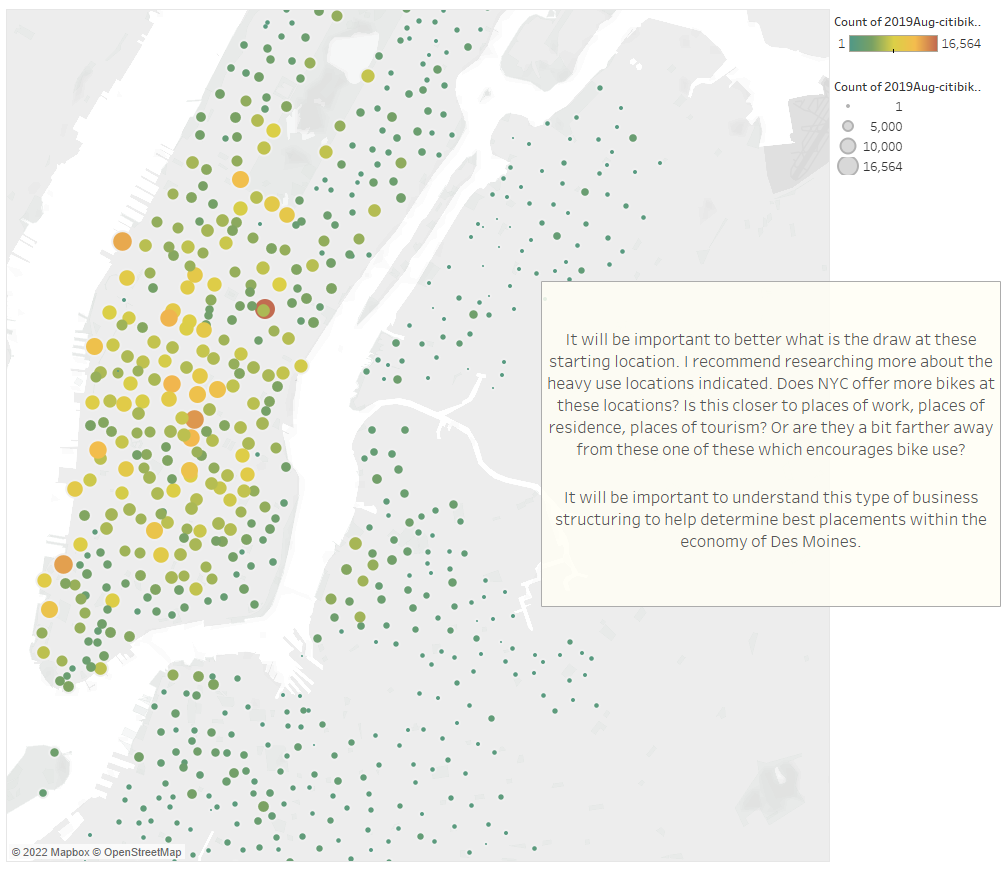 Count of 2019Aug-citibik..
1 16,564
Count of 2019Aug-citibik..
1
5,000
10,000
16,564
It will be important to better what is the draw at these
starting location. I recommend researching more about the
heavy use locations indicated. Does NYC offer more bikes at
these locations? Is this closer to places of work, places of
residence, places of tourism? Or are they a bit farther away
from these one of these which encourages bike use?
It will be important to understand this type of business
structuring to help determine best placements within the
economy of Des Moines.
© 2022 Mapbox © OpenStreetMap